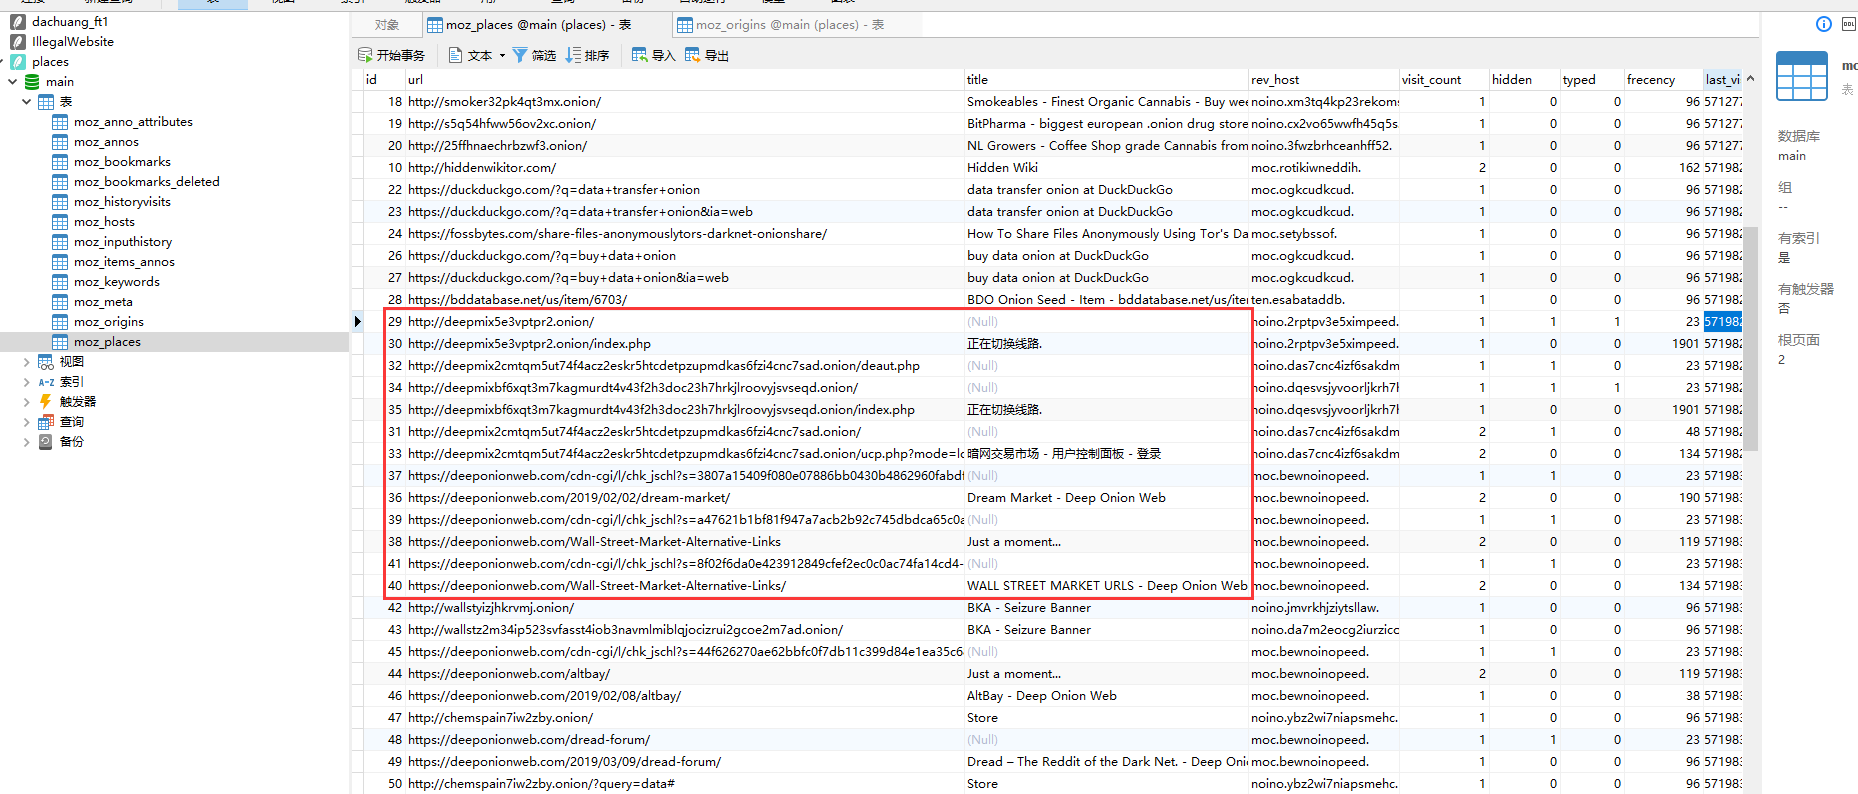 dachuang_ft1
IllegalWebsite
places
main
表
moz_anno_attributes
moz_annos
moz_bookmarks
moz_bookmarks_deleted
moz_historyvisits
moz_hosts
moz_inputhistory
moz_items_annos
moz_keywords
moz_meta
moz_origins
moz_places
视图
索引
触发器
查询
备份
对象 moz_places @main (places) - 表 moz_origins @main (places) - 表
开始事务 文本 筛选 排序 导入 导出
id url title rev_host visit_count hidden typed frecency last_vi
18 http://smoker32pk4qt3mx.onion/ Smokeables - Finest Organic Cannabis - Buy wee noino.xm3tq4kp23rekoms 1 0 0 96 571277
19 http://s5q54hfww56ov2xc.onion/ BitPharma - biggest european .onion drug store noino.cx2vo65wwfh45q5s 1 0 0 96 571277
20 http://25ffhnaechrbzwf3.onion/ NL Growers - Coffee Shop grade Cannabis from noino.3fwzbrhceanhff52. 1 0 0 96 571277
10 http://hiddenwikitor.com/ Hidden Wiki moc.rotikiwneddih. 2 0 0 162 571982
22 https://duckduckgo.com/?q=data+transfer+onion data transfer onion at DuckDuckGo moc.ogkcudkcud. 1 0 0 96 571982
23 https://duckduckgo.com/?q=data+transfer+onion&ia=web data transfer onion at DuckDuckGo moc.ogkcudkcud. 1 0 0 96 571982
24 https://fossbytes.com/share-files-anonymouslytors-darknet-onionshare/ How To Share Files Anonymously Using Tor's Da moc.setybssof. 1 0 0 96 571982
26 https://duckduckgo.com/?q=buy+data+onion buy data onion at DuckDuckGo moc.ogkcudkcud. 1 0 0 96 571982
27 https://duckduckgo.com/?q=buy+data+onion&ia=web buy data onion at DuckDuckGo moc.ogkcudkcud. 1 0 0 96 571982
28 https://bddatabase.net/us/item/6703/ BDO Onion Seed - Item - bddatabase.net/us/iter ten.esabataddb. 1 0 0 96 571982
29 http://deepmix5e3vptpr2.onion/ (Null) noino.2rptpv3e5ximpeed. 1 1 1 23 571982
30 http://deepmix5e3vptpr2.onion/index.php 正在切换线路. noino.2rptpv3e5ximpeed. 1 0 0 1901 571982
32 http://deepmix2cmtqm5ut74f4acz2eskr5htcdetpzupmdkas6fzi4cnc7sad.onion/deaut.php (Null) noino.das7cnc4izf6sakdm 1 1 0 23 571982
34 http://deepmixbf6xqt3m7kagmurdt4v43f2h3doc23h7hrkjlroovyjsvseqd.onion/ (Null) noino.dqesvsjyvoorljkrh7h 1 1 1 23 571982
35 http://deepmixbf6xqt3m7kagmurdt4v43f2h3doc23h7hrkjlroovyjsvseqd.onion/index.php 正在切换线路. noino.dqesvsjyvoorljkrh7h 1 0 0 1901 571982
31 http://deepmix2cmtqm5ut74f4acz2eskr5htcdetpzupmdkas6fzi4cnc7sad.onion/ (Null) noino.das7cnc4izf6sakdm 2 1 0 48 571982
33 http://deepmix2cmtqm5ut74f4acz2eskr5htcdetpzupmdkas6fzi4cnc7sad.onion/ucp.php?mode=lo 暗网交易市场 - 用户控制面板 - 登录 noino.das7cnc4izf6sakdm 2 0 0 134 571982
37 https://deeponionweb.com/cdn-cgi/l/chk_jschl?s=3807a15409f080e07886bb0430b4862960fabdf (Null) moc.bewnoinopeed. 1 1 0 23 571983
36 https://deeponionweb.com/2019/02/02/dream-market/ Dream Market - Deep Onion Web moc.bewnoinopeed. 2 0 0 190 571983
39 https://deeponionweb.com/cdn-cgi/l/chk_jschl?s=a47621b1bf81f947a7acb2b92c745dbdca65c0a (Null) moc.bewnoinopeed. 1 1 0 23 571983
38 https://deeponionweb.com/Wall-Street-Market-Alternative-Links Just a moment... moc.bewnoinopeed. 2 0 0 119 571983
41 https://deeponionweb.com/cdn-cgi/l/chk_jschl?s=8f02f6da0e423912849cfef2ec0c0ac74fa14cd4- (Null) moc.bewnoinopeed. 1 1 0 23 571983
40 https://deeponionweb.com/Wall-Street-Market-Alternative-Links/ WALL STREET MARKET URLS - Deep Onion Web moc.bewnoinopeed. 2 0 0 134 571983
42 http://wallstyizjhkrvmj.onion/ BKA - Seizure Banner noino.jmvrkhjziytsllaw. 1 0 0 96 571983
43 http://wallstz2m34ip523svfasst4iob3navmlmiblqjocizrui2gcoe2m7ad.onion/ BKA - Seizure Banner noino.da7m2eocg2iurzicc 1 0 0 96 571983
45 https://deeponionweb.com/cdn-cgi/l/chk_jschl?s=44f626270ae62bbfc0f7db11c399d84e1ea35c6 (Null) moc.bewnoinopeed. 1 1 0 23 571983
44 https://deeponionweb.com/altbay/ Just a moment... moc.bewnoinopeed. 2 0 0 119 571983
46 https://deeponionweb.com/2019/02/08/altbay/ AltBay - Deep Onion Web moc.bewnoinopeed. 1 0 0 38 571983
47 http://chemspain7iw2zby.onion/ Store noino.ybz2wi7niapsmehc. 1 0 0 96 571983
48 https://deeponionweb.com/dread-forum/ (Null) moc.bewnoinopeed. 1 1 0 23 571983
49 https://deeponionweb.com/2019/03/09/dread-forum/ Dread – The Reddit of the Dark Net. - Deep Oni moc.bewnoinopeed. 1 0 0 96 571983
50 http://chemspain7iw2zby.onion/?query=data# Store noino.ybz2wi7niapsmehc. 1 0 0 96 571983
DDL
表
数据库
main
组
--
有索引
是
有触发器
否
根页面
2